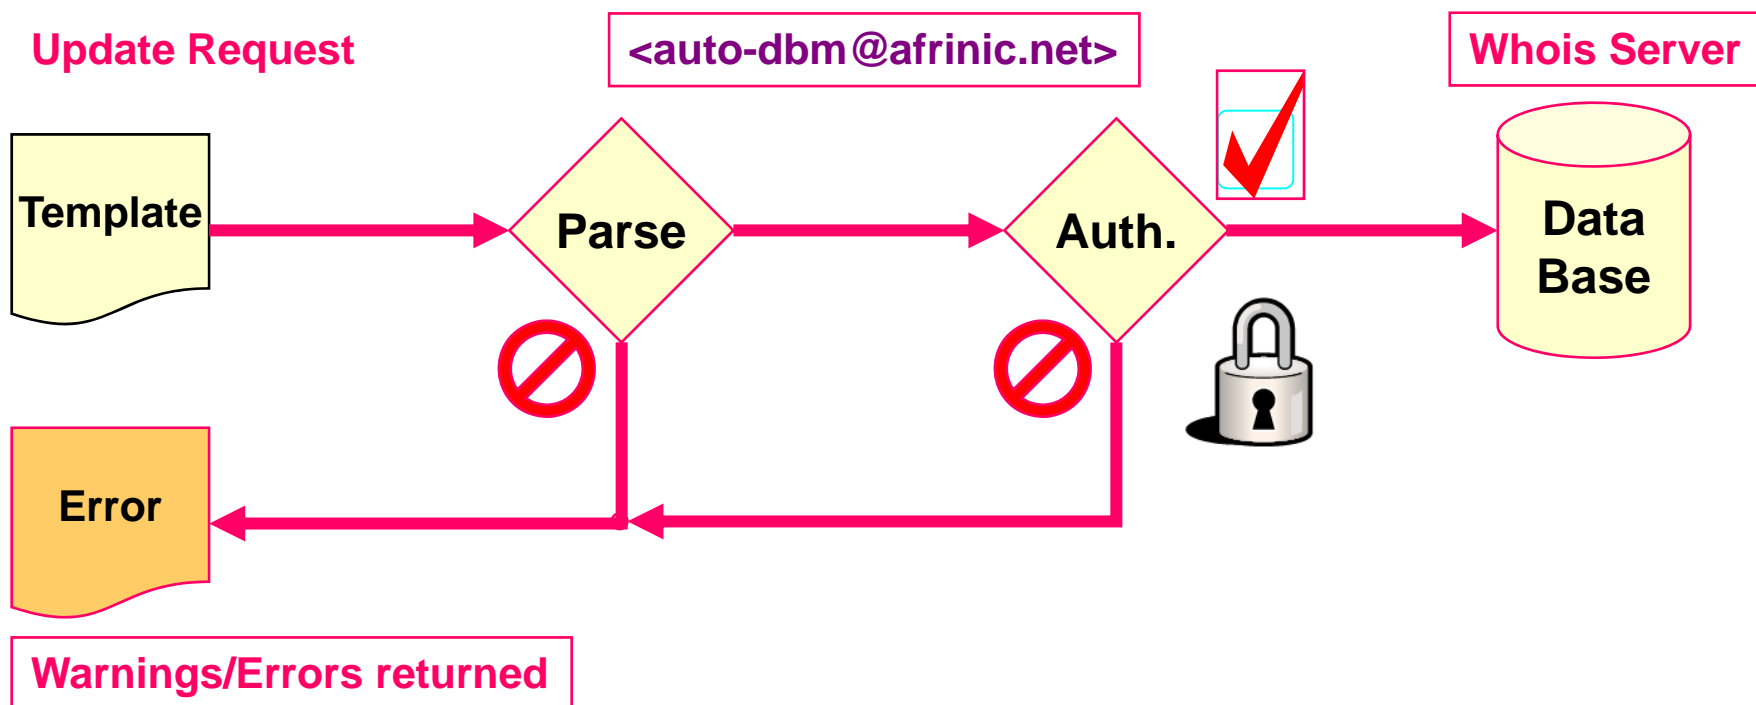 Update Request
<auto-dbm@afrinic.net>
Whois Server
Template
Parse
Auth.
Data
Base
Error
Warnings/Errors returned